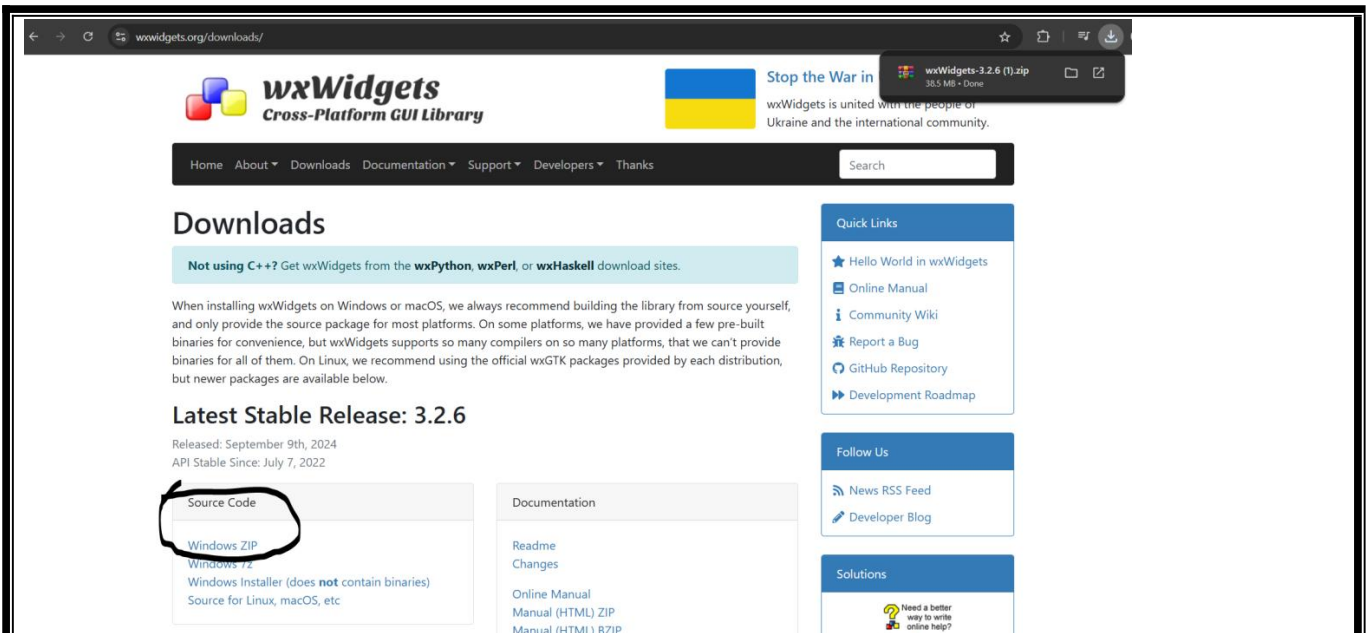 wxwidgets.org/downloads/
wxWidgets-3.2.6 (1).zip
38.5 MB • Done
wxWidgets
Cross-Platform GUI Library
Stop the War in
wxWidgets is united with the people of
Ukraine and the international community.
Home About Downloads Documentation Support Developers Thanks
Search
Downloads
Not using C++? Get wxWidgets from the wxPython, wxPerl, or wxHaskell download sites.
When installing wxWidgets on Windows or macOS, we always recommend building the library from source yourself,
and only provide the source package for most platforms. On some platforms, we have provided a few pre-built
binaries for convenience, but wxWidgets supports so many compilers on so many platforms, that we can't provide
binaries for all of them. On Linux, we recommend using the official wxGTK packages provided by each distribution,
but newer packages are available below.
Latest Stable Release: 3.2.6
Released: September 9th, 2024
API Stable Since: July 7, 2022
Source Code
Windows ZIP
Windows 7z
Windows Installer (does not contain binaries)
Source for Linux, macOS, etc
Documentation
Readme
Changes
Online Manual
Manual (HTML) ZIP
Manual (HTML) BZIP
Quick Links
Hello World in wxWidgets
Online Manual
Community Wiki
Report a Bug
GitHub Repository
Development Roadmap
Follow Us
News RSS Feed
Developer Blog
Solutions
Need a better
way to write
online help?